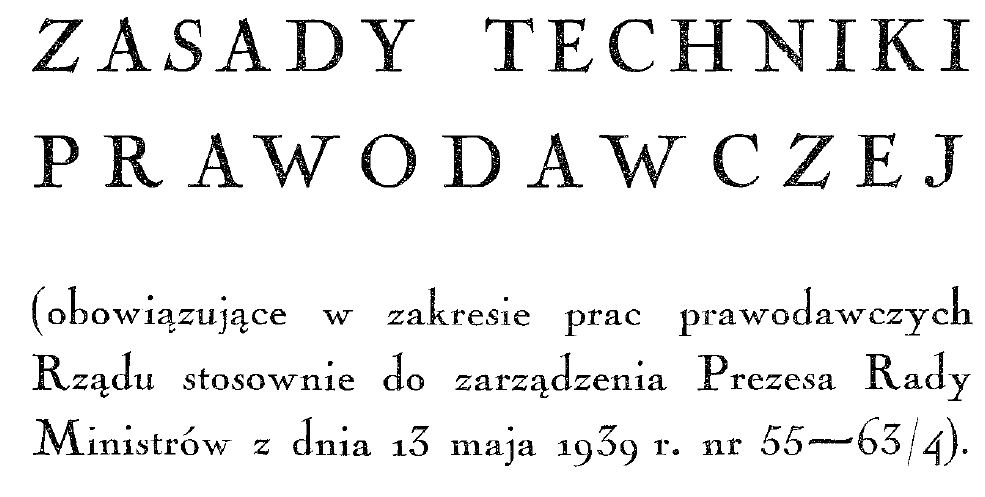 ZASADY TECHNIKI
PRAWODAWCZEJ
(obowiązujące w zakresie prac prawodawczych
Rządu stosownie do zarządzenia Prezesa Rady
Ministrów z dnia 13 maja 1939 r. nr 55—63/4).